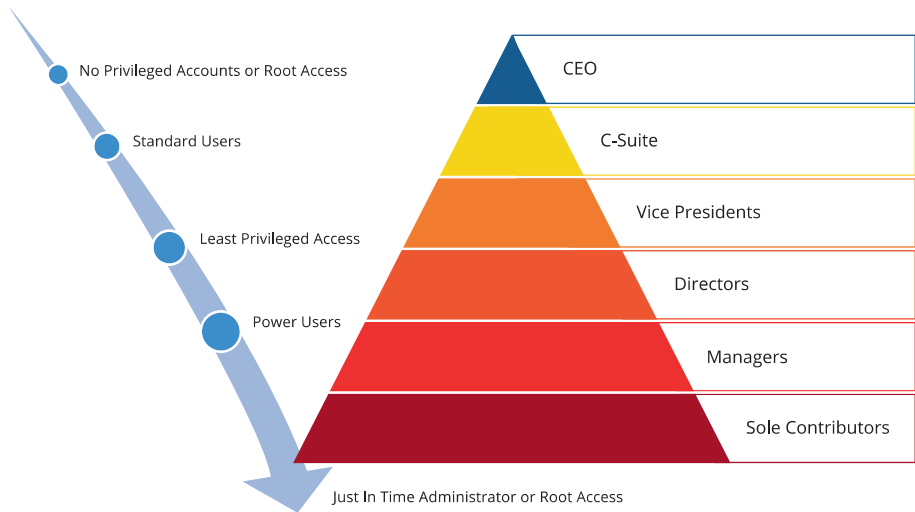 No Privileged Accounts or Root Access
Standard Users
Least Privileged Access
Power Users
Just In Time Administrator or Root Access
CEO
C-Suite
Vice Presidents
Directors
Managers
Sole Contributors